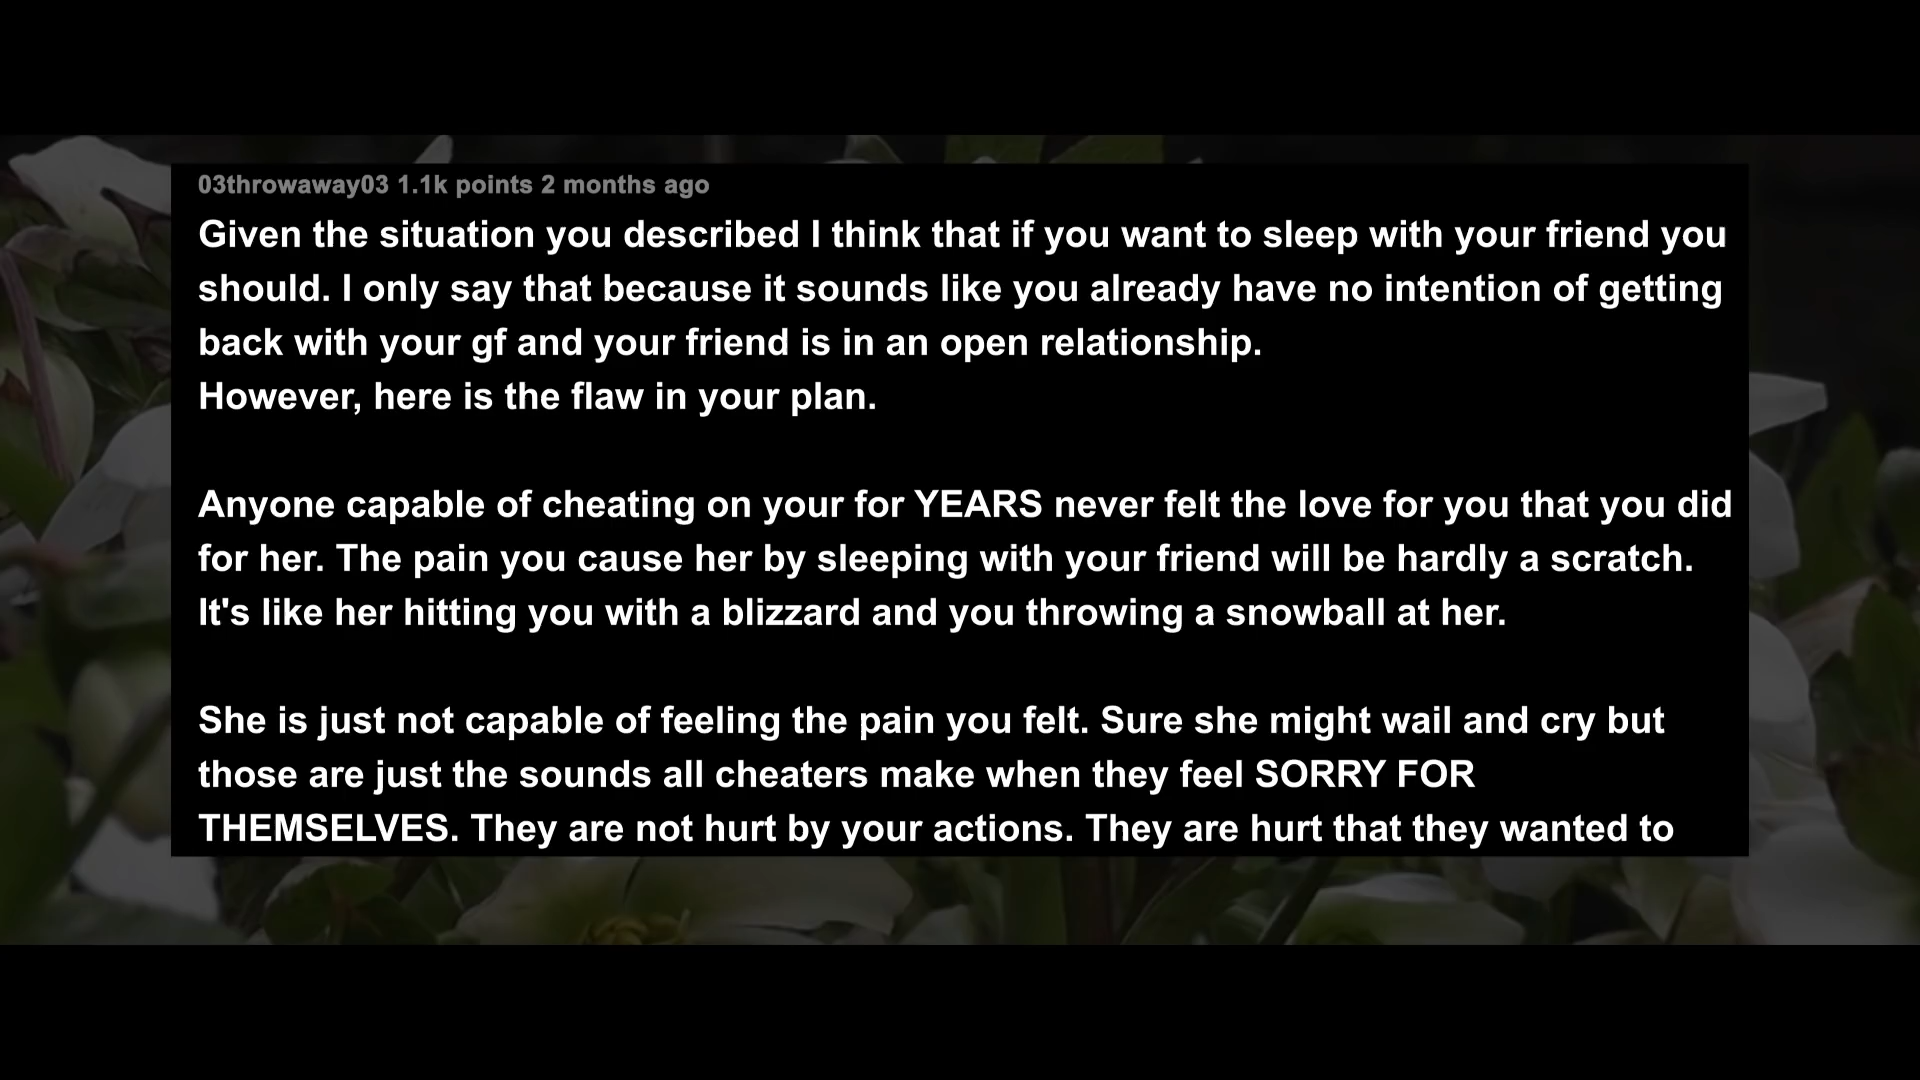 03throwaway03 1.1k points 2 months ago
Given the situation you described I think that if you want to sleep with your friend you
should. I only say that because it sounds like you already have no intention of getting
back with your gf and your friend is in an open relationship.
However, here is the flaw in your plan.
Anyone capable of cheating on your for YEARS never felt the love for you that you did
for her. The pain you cause her by sleeping with your friend will be hardly a scratch.
It's like her hitting you with a blizzard and you throwing a snowball at her.
She is just not capable of feeling the pain you felt. Sure she might wail and cry but
those are just the sounds all cheaters make when they feel SORRY FOR
THEMSELVES. They are not hurt by your actions. They are hurt that they wanted to